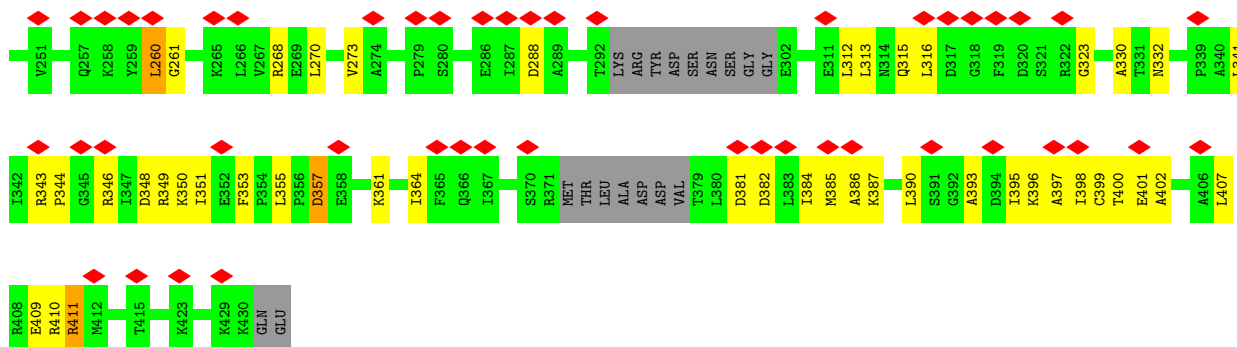 V251 Q257 K258 Y259 L260 G261 K265 L266 V267 R268 E269 L270 V273 A274 P279 S280 E286 I287 D288 A289 T292 LYS ARG TYR ASP SER ASN SER GLY GLY E302 E311 L312 L313 N314 Q315 L316 D317 G318 F319 D320 S321 R322 G323 A330 T331 N332 P339 A340 L341
I342 R343 P344 G345 R346 I347 D348 R349 K350 I351 E352 F353 P354 L355 P356 D357 E358 K361 I364 F365 Q366 I367 S370 R371 MET THR LEU ALA ASP ASP VAL T379 L380 D381 D382 L383 I384 M385 A386 K387 L390 S391 G392 A393 D394 I395 K396 A397 I398 C399 T400 E401 A402 A406 L407
R408 E409 R410 R411 M412 T415 K423 K429 K430 GLN GLU